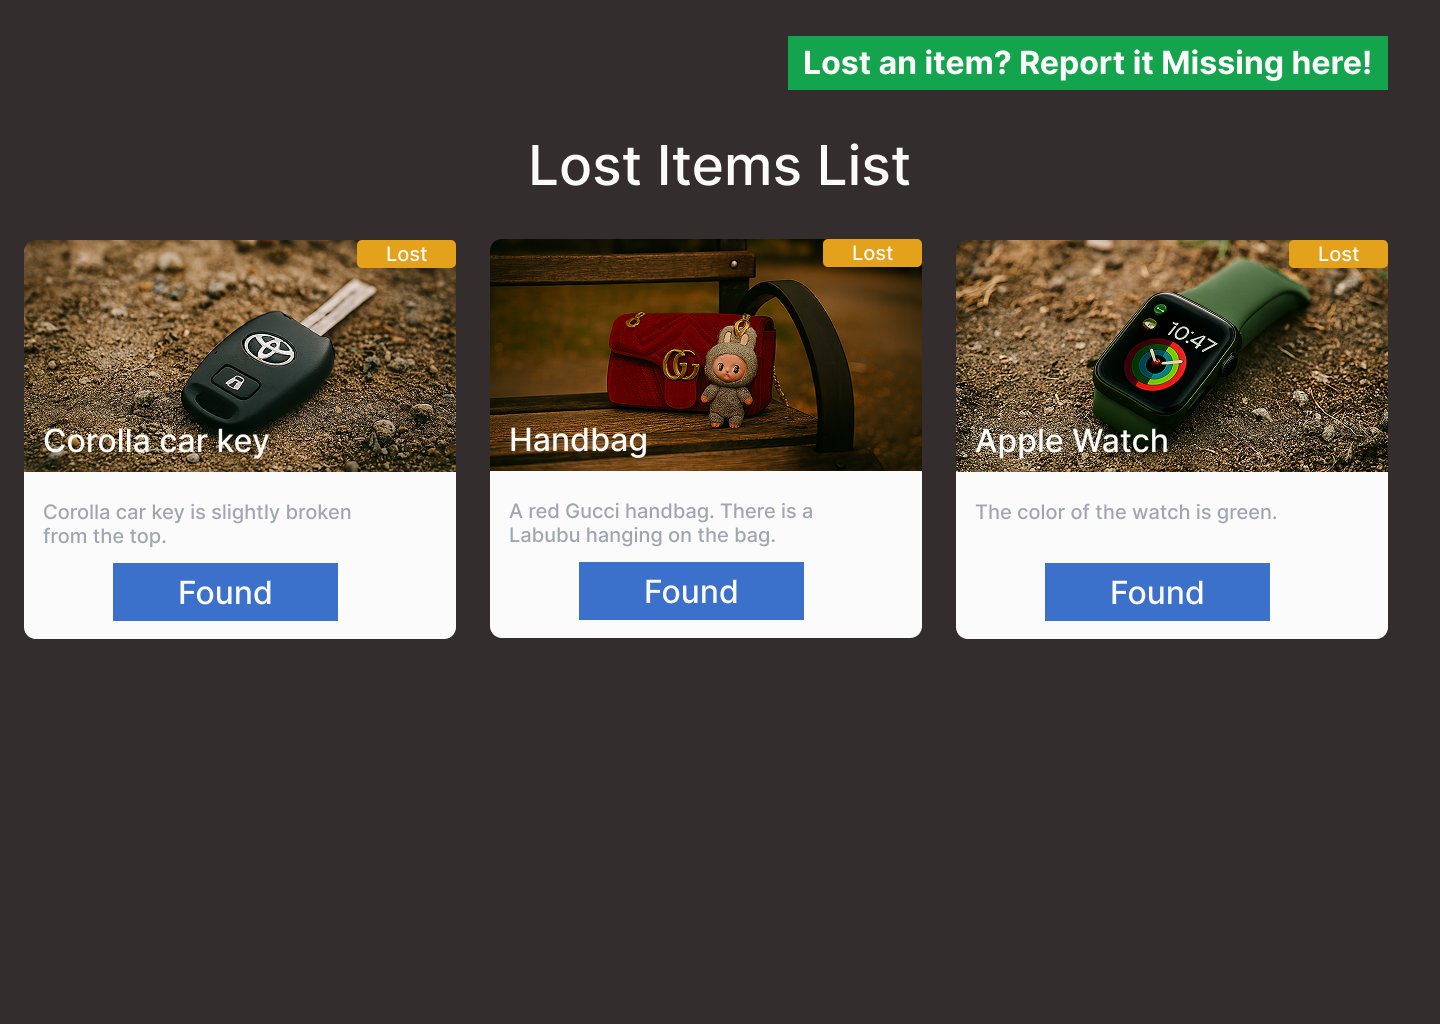 Lost an item? Report it Missing here!
Lost Items List
Lost
Corolla car key
Corolla car key is slightly broken
from the top.
Found
Lost
Handbag
A red Gucci handbag. There is a
Labubu hanging on the bag.
Found
Lost
10:47
Apple Watch
The color of the watch is green.
Found